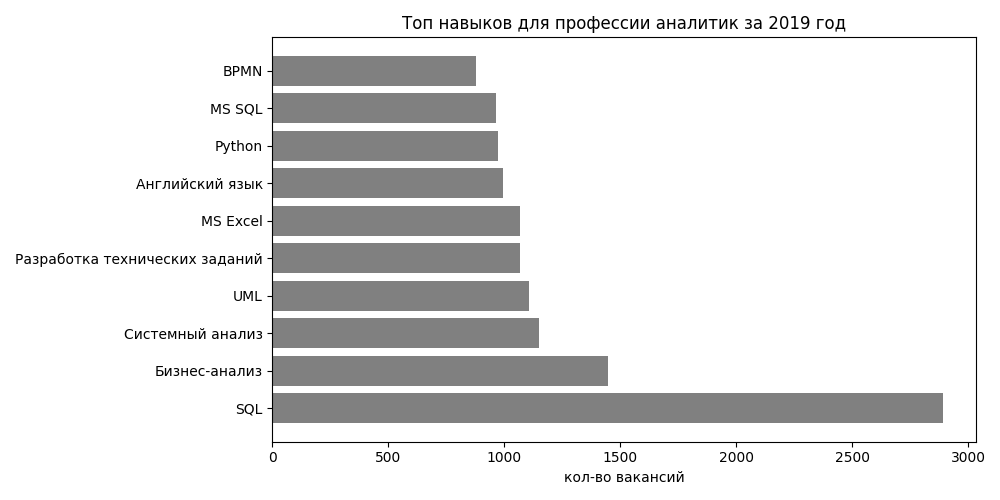 Топ навыков для профессии аналитик за 2019 год
BPMN
MS SQL
Python
Английский язык
MS Excel
Разработка технических заданий
UML
Системный анализ
Бизнес-анализ
SQL
0 500 1000 1500 2000 2500 3000
кол-во вакансий